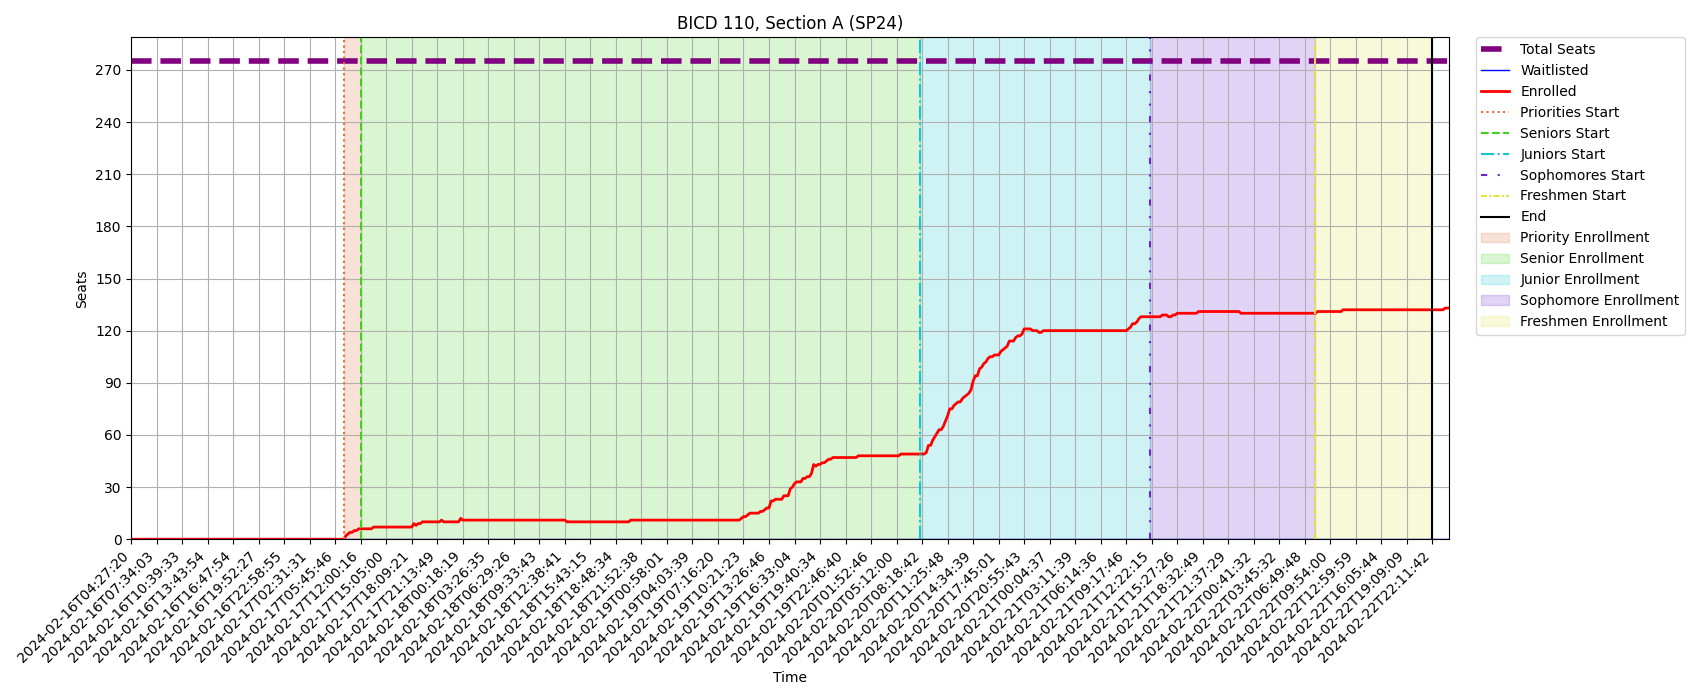 BICD 110, Section A (SP24)
Seats
270
240
210
180
150
120
90
60
30
0
2024-02-16T04:27:20
2024-02-16T07:34:03
2024-02-16T10:39:33
2024-02-16T13:43:54
2024-02-16T16:47:54
2024-02-16T19:52:27
2024-02-16T22:58:55
2024-02-17T02:31:31
2024-02-17T05:45:46
2024-02-17T12:00:16
2024-02-17T15:05:00
2024-02-17T18:09:21
2024-02-17T21:13:49
2024-02-18T00:18:19
2024-02-18T03:26:35
2024-02-18T06:29:26
2024-02-18T09:33:43
2024-02-18T12:38:41
2024-02-18T15:43:15
2024-02-18T18:48:34
2024-02-18T21:52:38
2024-02-19T00:58:01
2024-02-19T04:03:39
2024-02-19T07:16:20
2024-02-19T10:21:23
2024-02-19T13:26:46
2024-02-19T16:33:04
2024-02-19T19:40:34
2024-02-19T22:46:40
2024-02-20T01:52:46
2024-02-20T05:12:00
2024-02-20T08:18:42
2024-02-20T11:25:48
2024-02-20T14:34:39
2024-02-20T17:45:01
2024-02-20T20:55:43
2024-02-21T00:04:37
2024-02-21T03:11:39
2024-02-21T06:14:36
2024-02-21T09:17:46
2024-02-21T12:22:15
2024-02-21T15:27:26
2024-02-21T18:32:49
2024-02-21T21:37:29
2024-02-22T00:41:32
2024-02-22T03:45:32
2024-02-22T06:49:48
2024-02-22T09:54:00
2024-02-22T12:59:59
2024-02-22T16:05:44
2024-02-22T19:09:09
2024-02-22T22:11:42
Time
Total Seats
Waitlisted
Enrolled
Priorities Start
Seniors Start
Juniors Start
Sophomores Start
Freshmen Start
End
Priority Enrollment
Senior Enrollment
Junior Enrollment
Sophomore Enrollment
Freshmen Enrollment